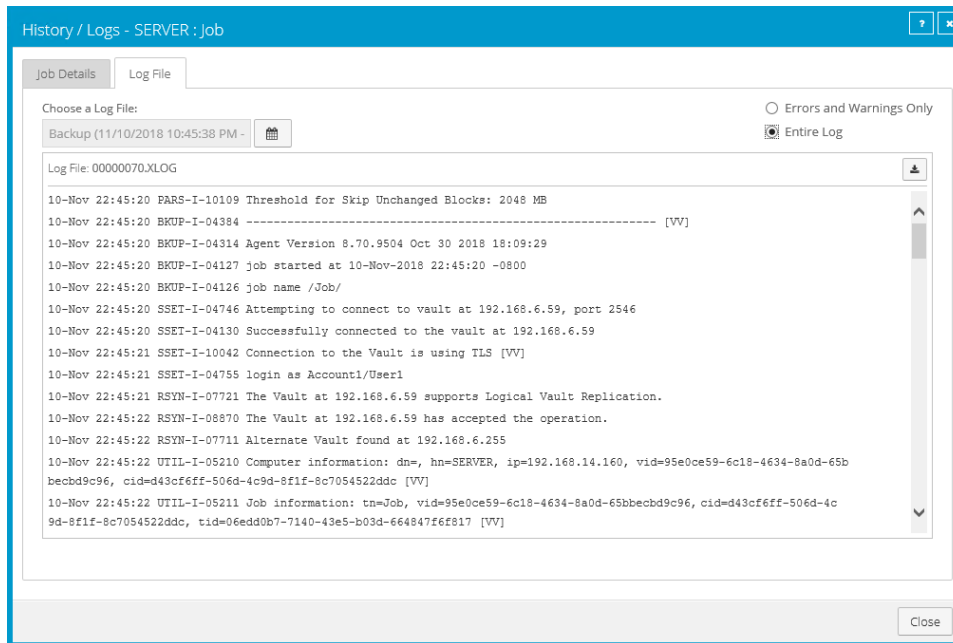 History / Logs - SERVER : Job
?
Job Details
Log File
Choose a Log File:
Backup (11/10/2018 10:45:38 PM -
Errors and Warnings Only
Entire Log
Log File: 00000070.XLOG
10-Nov 22:45:20 PARS-I-10109 Threshold for Skip Unchanged Blocks: 2048 MB
10-Nov 22:45:20 BKUP-I-04384 ------------------------------------------------------------ [VV]
10-Nov 22:45:20 BKUP-I-04314 Agent Version 8.70.9504 Oct 30 2018 18:09:29
10-Nov 22:45:20 BKUP-I-04127 job started at 10-Nov-2018 22:45:20 -0800
10-Nov 22:45:20 BKUP-I-04126 job name /Job/
10-Nov 22:45:20 SSET-I-04746 Attempting to connect to vault at 192.168.6.59, port 2546
10-Nov 22:45:20 SSET-I-04130 Successfully connected to the vault at 192.168.6.59
10-Nov 22:45:21 SSET-I-10042 Connection to the Vault is using TLS [VV]
10-Nov 22:45:21 SSET-I-04755 login as Account1/User1
10-Nov 22:45:21 RSYN-I-07721 The Vault at 192.168.6.59 supports Logical Vault Replication.
10-Nov 22:45:22 RSYN-I-08870 The Vault at 192.168.6.59 has accepted the operation.
10-Nov 22:45:22 RSYN-I-07711 Alternate Vault found at 192.168.6.255
10-Nov 22:45:22 UTIL-I-05210 Computer information: dn=, hn=SERVER, ip=192.168.14.160, vid=95e0ce59-6c18-4634-8a0d-65b
becbd9c96, cid=d43cf6ff-506d-4c9d-8f1f-8c7054522ddc [VV]
10-Nov 22:45:22 UTIL-I-05211 Job information: tn=Job, vid=95e0ce59-6c18-4634-8a0d-65bbecbd9c96, cid=d43cf6ff-506d-4c
9d-8f1f-8c7054522ddc, tid=06edd0b7-7140-43e5-b03d-664847f6f817 [VV]
Close